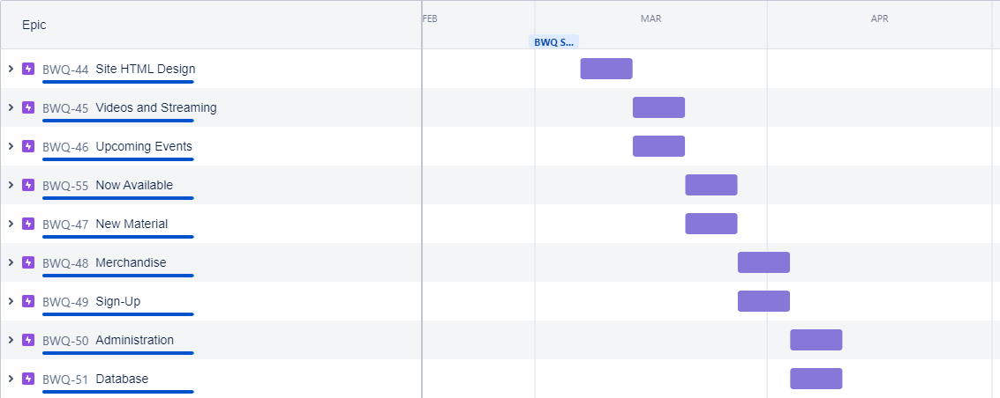 Epic
FEB MAR APR
BWQ S...
BWQ-44 Site HTML Design
BWQ-45 Videos and Streaming
BWQ-46 Upcoming Events
BWQ-55 Now Available
BWQ-47 New Material
BWQ-48 Merchandise
BWQ-49 Sign-Up
BWQ-50 Administration
BWQ-51 Database